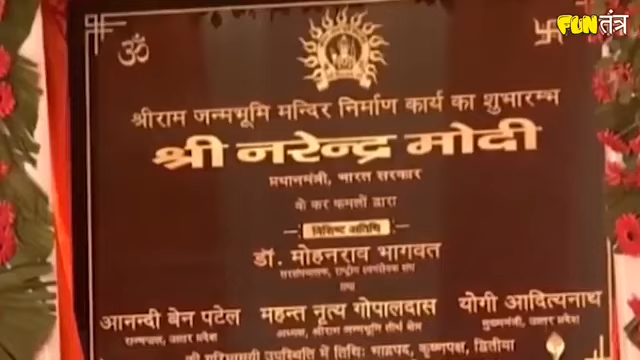 FUNतंत्र
ॐ
श्रीराम जन्मभूमि मन्दिर निर्माण कार्य का शुभारम्भ
श्री नरेन्द्र मोदी
प्रधानमंत्री, भारत सरकार
के कर कमलों द्वारा
विशिष्ट अतिथि
डॉ. मोहनराव भागवत
सरसंघचालक, राष्ट्रीय स्वयंसेवक संघ
तथा
आनन्दी बेन पटेल महन्त नृत्य गोपालदास योगी आदित्यनाथ
राज्यपाल, उत्तर प्रदेश अध्यक्ष, श्रीराम जन्मभूमि तीर्थ क्षेत्र मुख्यमंत्री, उत्तर प्रदेश
की गरिमामयी उपस्थिति में तिथि: भाद्रपद, कृष्णपक्ष, द्वितीया